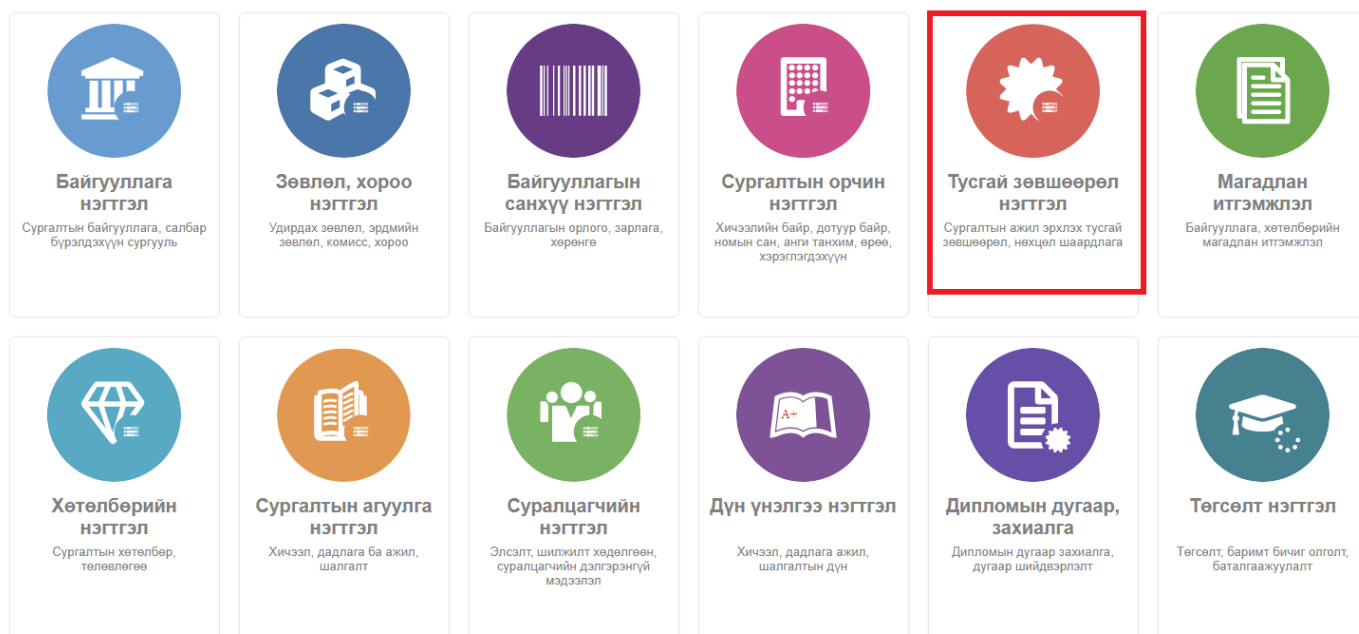 Байгууллага
нэгтгэл
Сургалтын байгууллага, салбар
бүрэлдэхүүн сургууль
Зөвлөл, хороо
нэгтгэл
Удирдах зөвлөл, эрдмийн
зөвлөл, комисс, хороо
Байгууллагын
санхүү нэгтгэл
Байгууллагын орлого, зарлага,
хөрөнгө
Сургалтын орчин
нэгтгэл
Хичээлийн байр, дотуур байр,
номын сан, анги танхим, өрөө,
хэрэглэгдэхүүн
Тусгай зөвшөөрөл
нэгтгэл
Сургалтын ажил эрхлэх тусгай
зөвшөөрөл, нөхцөл шаардлага
Магадлан
итгэмжлэл
Байгууллага, хөтөлбөрийн
магадлан итгэмжлэл
Хөтөлбөрийн
нэгтгэл
Сургалтын хөтөлбөр,
төлөвлөгөө
Сургалтын агуулга
нэгтгэл
Хичээл, дадлага ба ажил,
шалгалт
Суралцагчийн
нэгтгэл
Элсэлт, шилжилт хөдөлгөөн,
суралцагчийн дэлгэрэнгүй
мэдээлэл
A+
Дүн үнэлгээ нэгтгэл
Хичээл, дадлага ажил,
шалгалтын дүн
Дипломын дугаар,
захиалга
Дипломын дугаар захиалга,
дугаар шийдвэрлэлт
Төгсөлт нэгтгэл
Төгсөлт, баримт бичиг олголт,
баталгаажуулалт